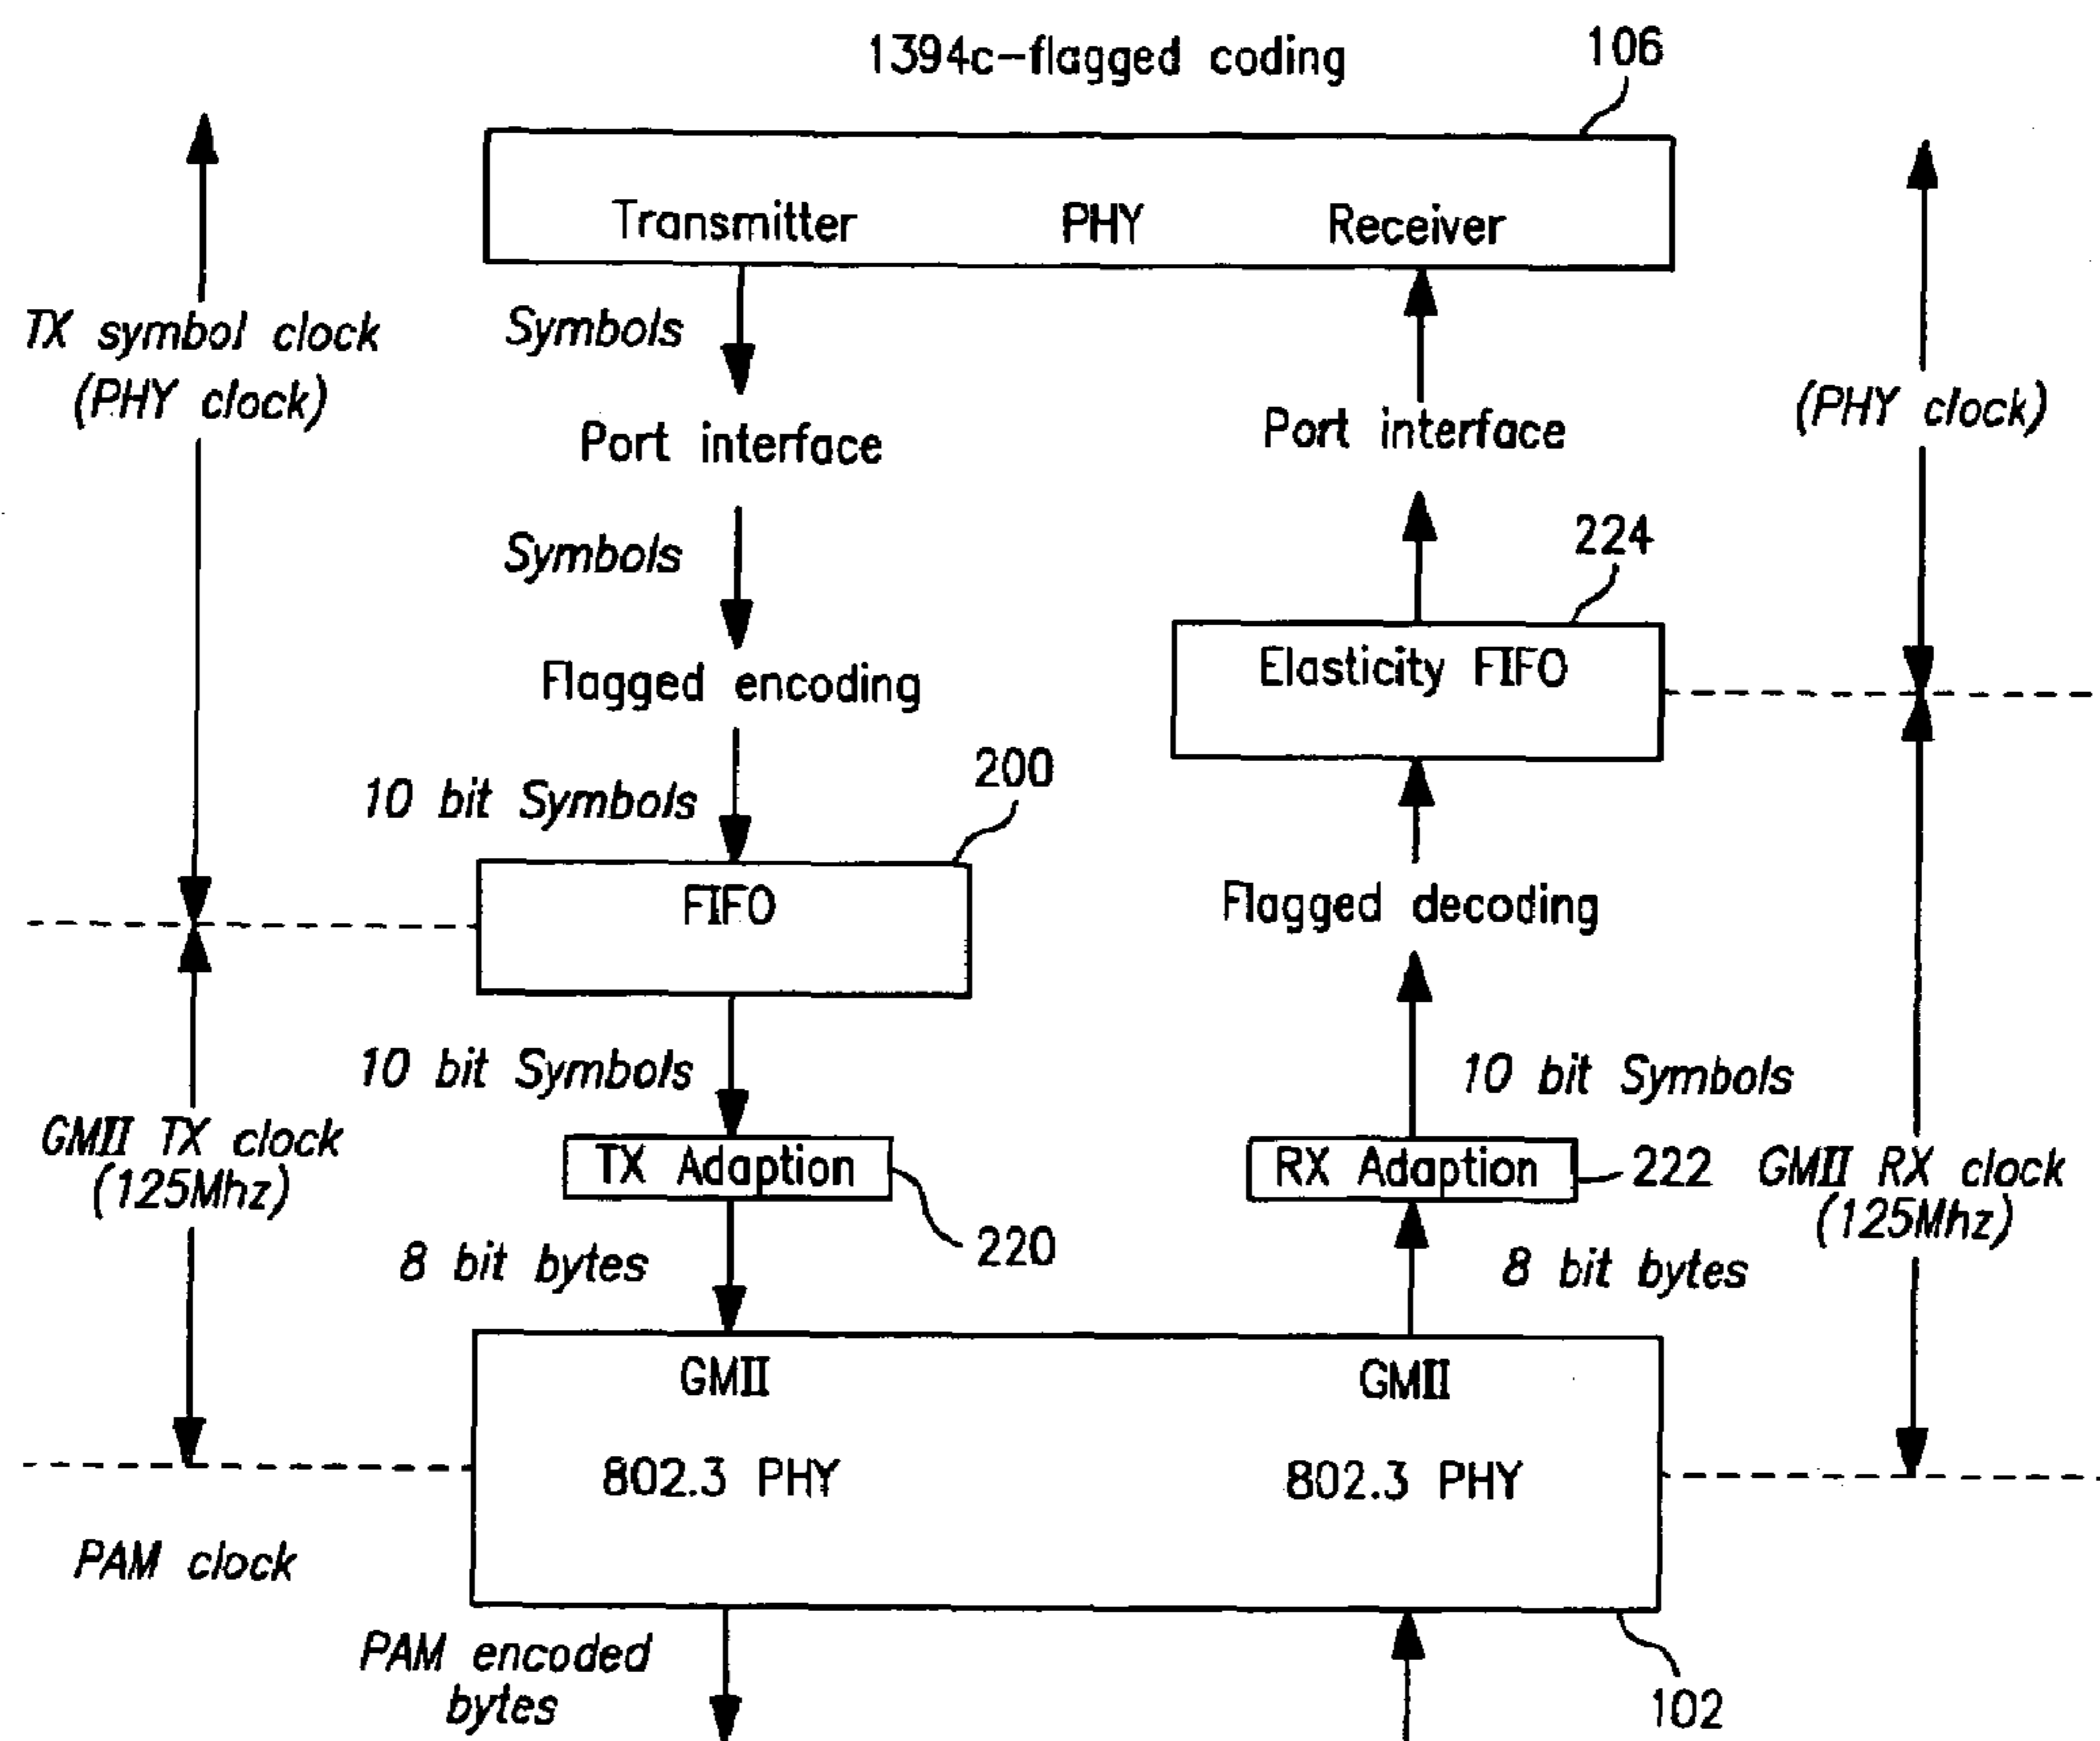 1394c-flagged coding
106
Transmitter PHY Receiver
TX symbol clock
(PHY clock)
Symbols
Port interface
Symbols
Flagged encoding
10 bit Symbols
200
FIFO
10 bit Symbols
GMII TX clock
(125Mhz)
TX Adaption
220
8 bit bytes
Port interface
(PHY clock)
224
Elasticity FIFO
Flagged decoding
10 bit Symbols
RX Adaption
222
GMII RX clock
(125Mhz)
8 bit bytes
GMII GMII
802.3 PHY 802.3 PHY
PAM clock
PAM encoded
bytes
102